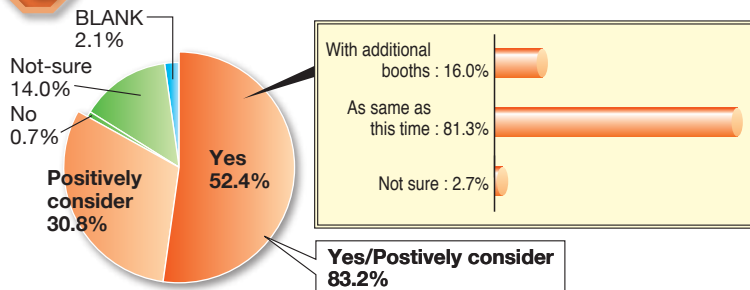 BLANK
2.1%
Not-sure
14.0%
No
0.7%
Positively
consider
30.8%
Yes
52.4%
With additional
booths : 16.0%
As same as
this time : 81.3%
Not sure : 2.7%
Yes/Postively consider
83.2%